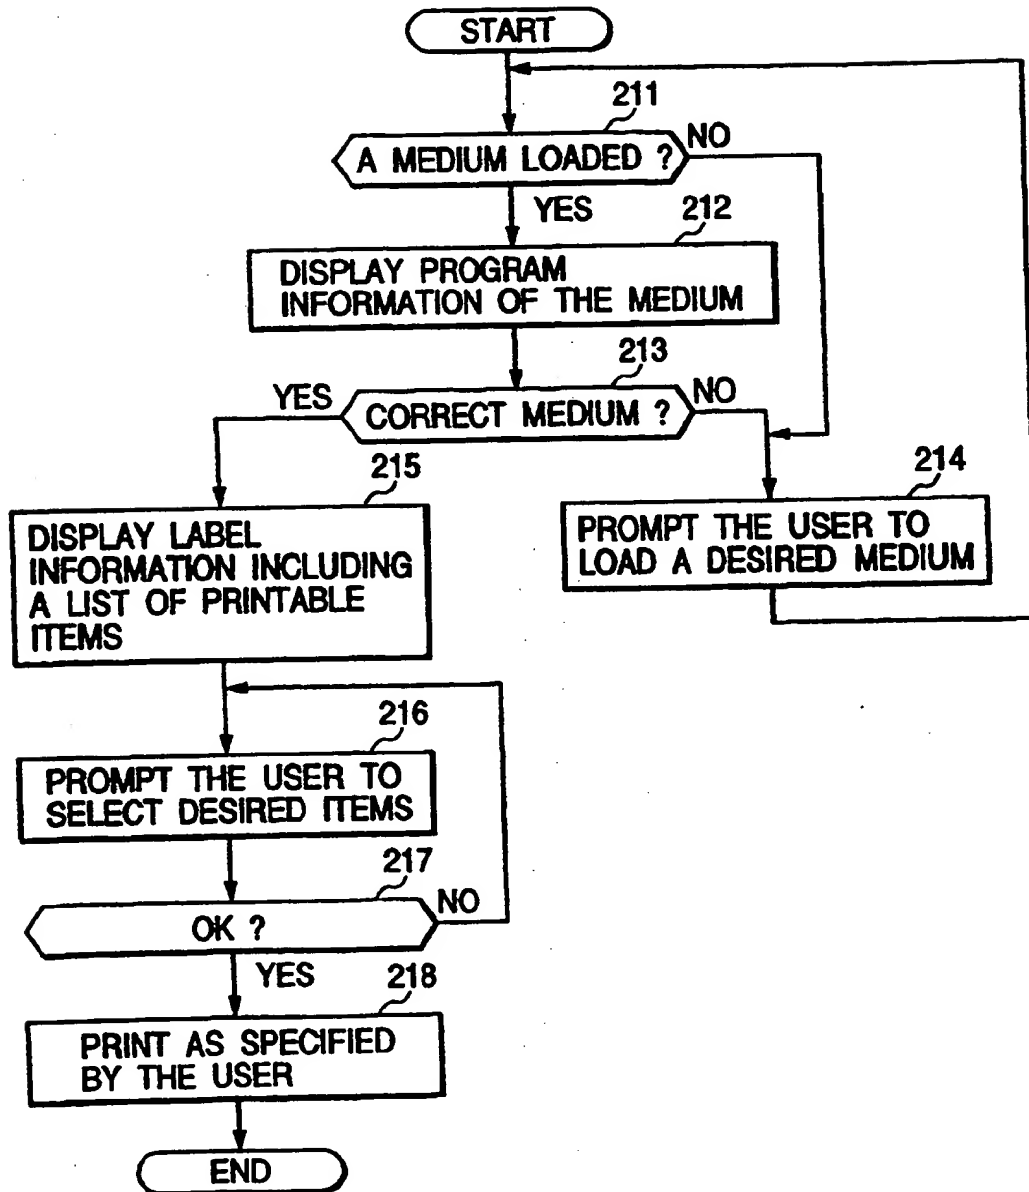 START
211
A MEDIUM LOADED ?
NO
YES
212
DISPLAY PROGRAM
INFORMATION OF THE MEDIUM
213
YES
CORRECT MEDIUM ?
NO
215
DISPLAY LABEL
INFORMATION INCLUDING
A LIST OF PRINTABLE
ITEMS
214
PROMPT THE USER TO
LOAD A DESIRED MEDIUM
216
PROMPT THE USER TO
SELECT DESIRED ITEMS
217
OK ?
NO
YES
218
PRINT AS SPECIFIED
BY THE USER
END